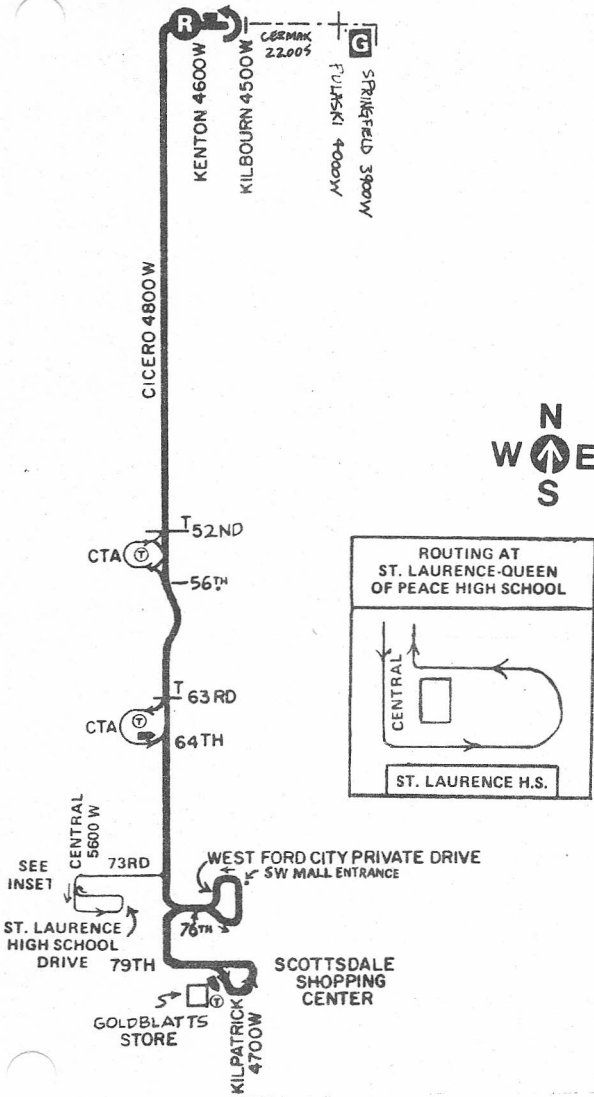 R
KENTON 4600W
KILBOURN 4500W
CERMAK
2200S
G
PULASKI 4000W
SPRINGFIELD 3900W
CICERO 4800W
N
W E
S
T 52ND
CTA T
56TH
T 63RD
CTA T
64TH
ROUTING AT
ST. LAURENCE-QUEEN
OF PEACE HIGH SCHOOL
CENTRAL
ST. LAURENCE H.S.
CENTRAL
5600 W
73RD
SEE
INSET
WEST FORD CITY PRIVATE DRIVE
SW MALL ENTRANCE
76TH
ST. LAURENCE
HIGH SCHOOL
DRIVE
79TH
SCOTTSDALE
SHOPPING
CENTER
T
GOLDBLATTS
STORE
KILPATRICK
4700W